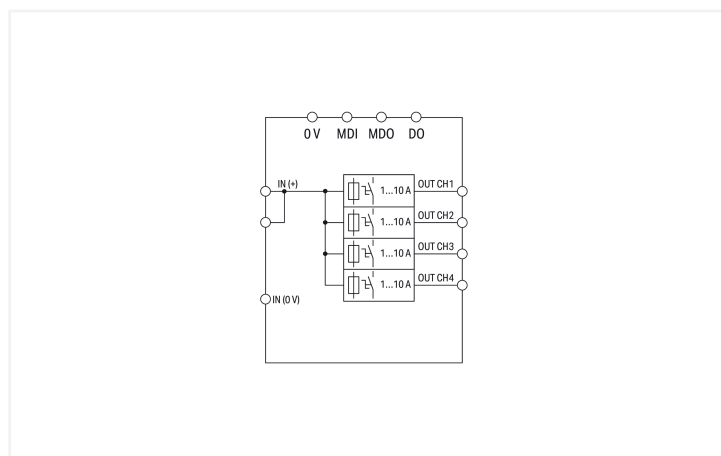 0 V MDI MDO DO
IN (+) 1...10 A OUT CH1
1...10 A OUT CH2
1...10 A OUT CH3
1...10 A OUT CH4
IN (0 V)